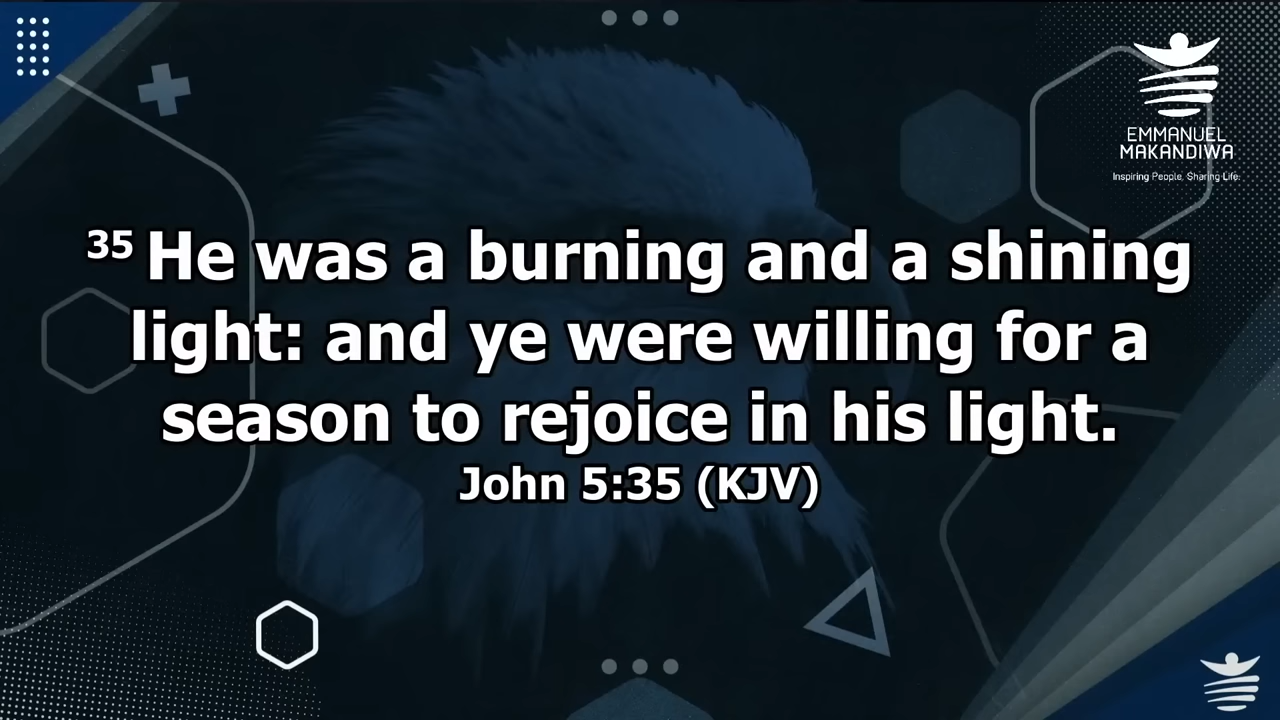 EMMANUEL
MAKANDIWA
Inspiring People. Sharing Life.
35 He was a burning and a shining
light: and ye were willing for a
season to rejoice in his light.
John 5:35 (KJV)